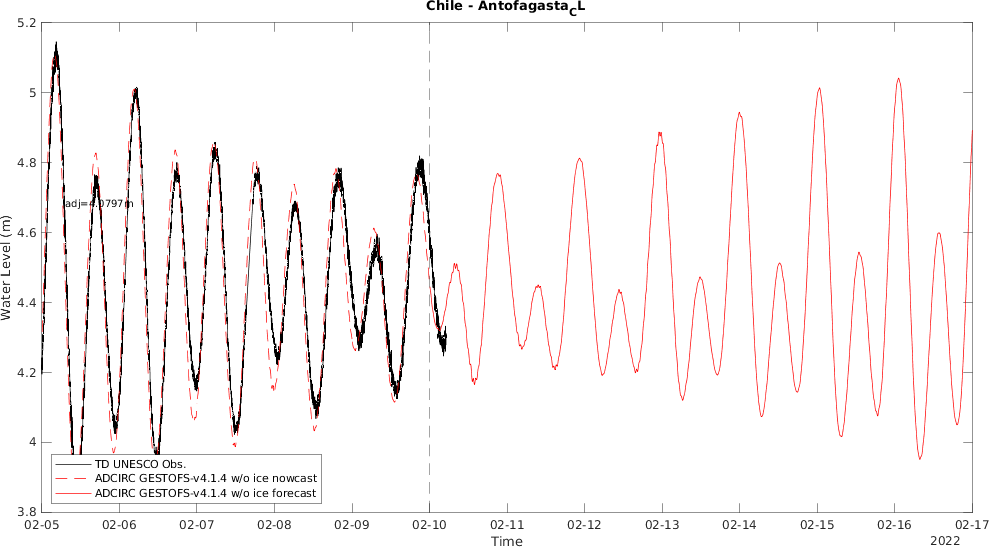 Chile - Antofagasta_CL
5.2
5
4.8
4.6
4.4
4.2
4
3.8
Water Level (m)
adj=4.0797m
TD UNESCO Obs.
ADCIRC GESTOFS-v4.1.4 w/o ice nowcast
ADCIRC GESTOFS-v4.1.4 w/o ice forecast
02-05 02-06 02-07 02-08 02-09 02-10 02-11 02-12 02-13 02-14 02-15 02-16 02-17
Time
2022